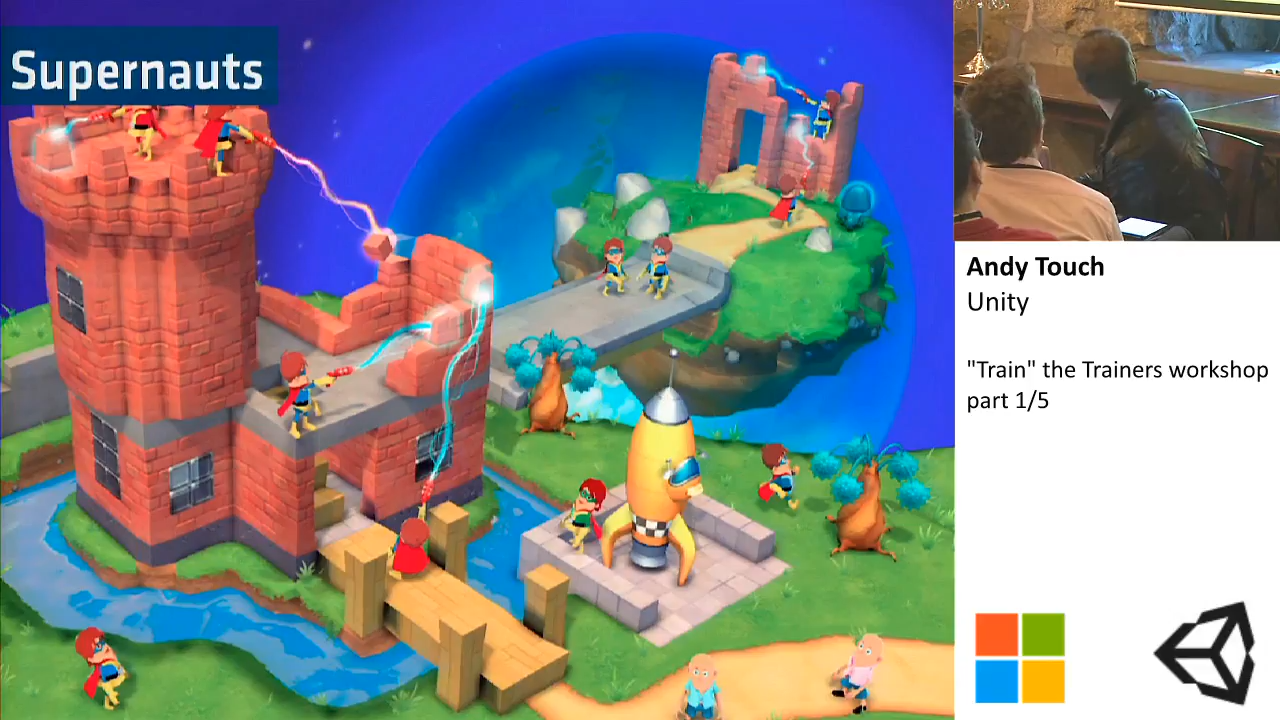 Supernauts
Andy Touch
Unity
"Train" the Trainers workshop
part 1/5